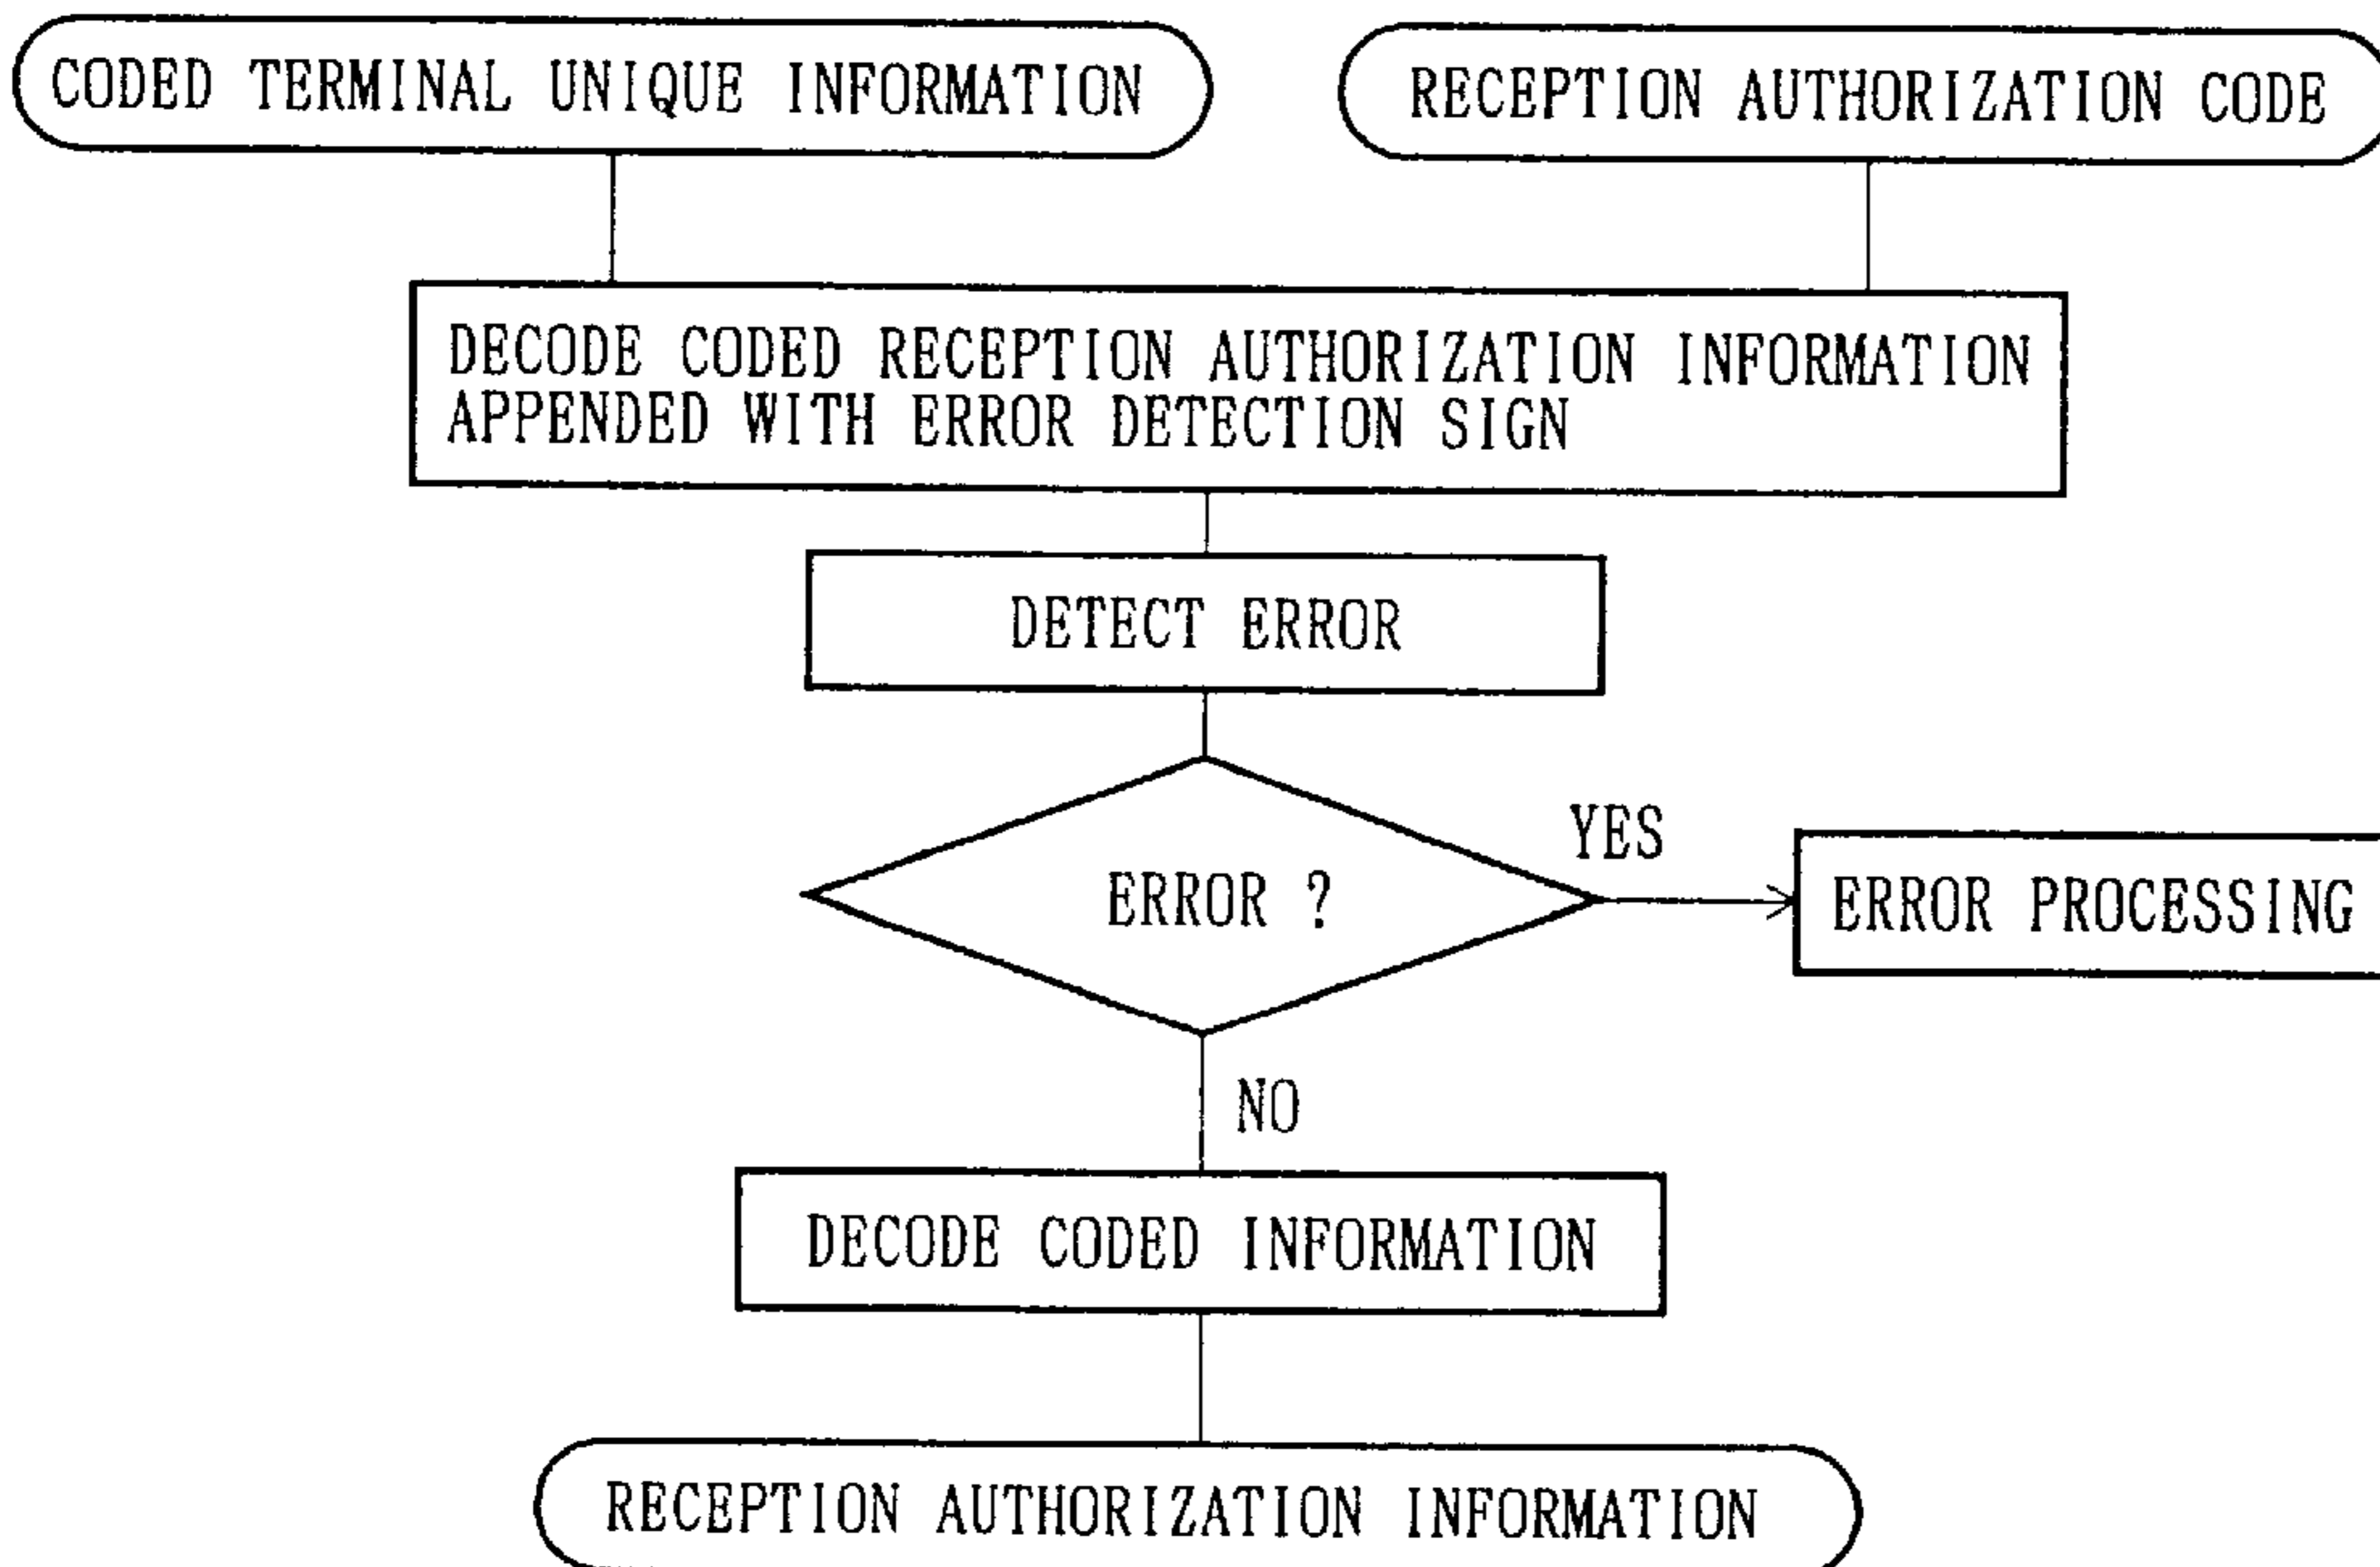 CODED TERMINAL UNIQUE INFORMATION
RECEPTION AUTHORIZATION CODE
DECODE CODED RECEPTION AUTHORIZATION INFORMATION
APPENDED WITH ERROR DETECTION SIGN
DETECT ERROR
ERROR ?
YES
ERROR PROCESSING
NO
DECODE CODED INFORMATION
RECEPTION AUTHORIZATION INFORMATION